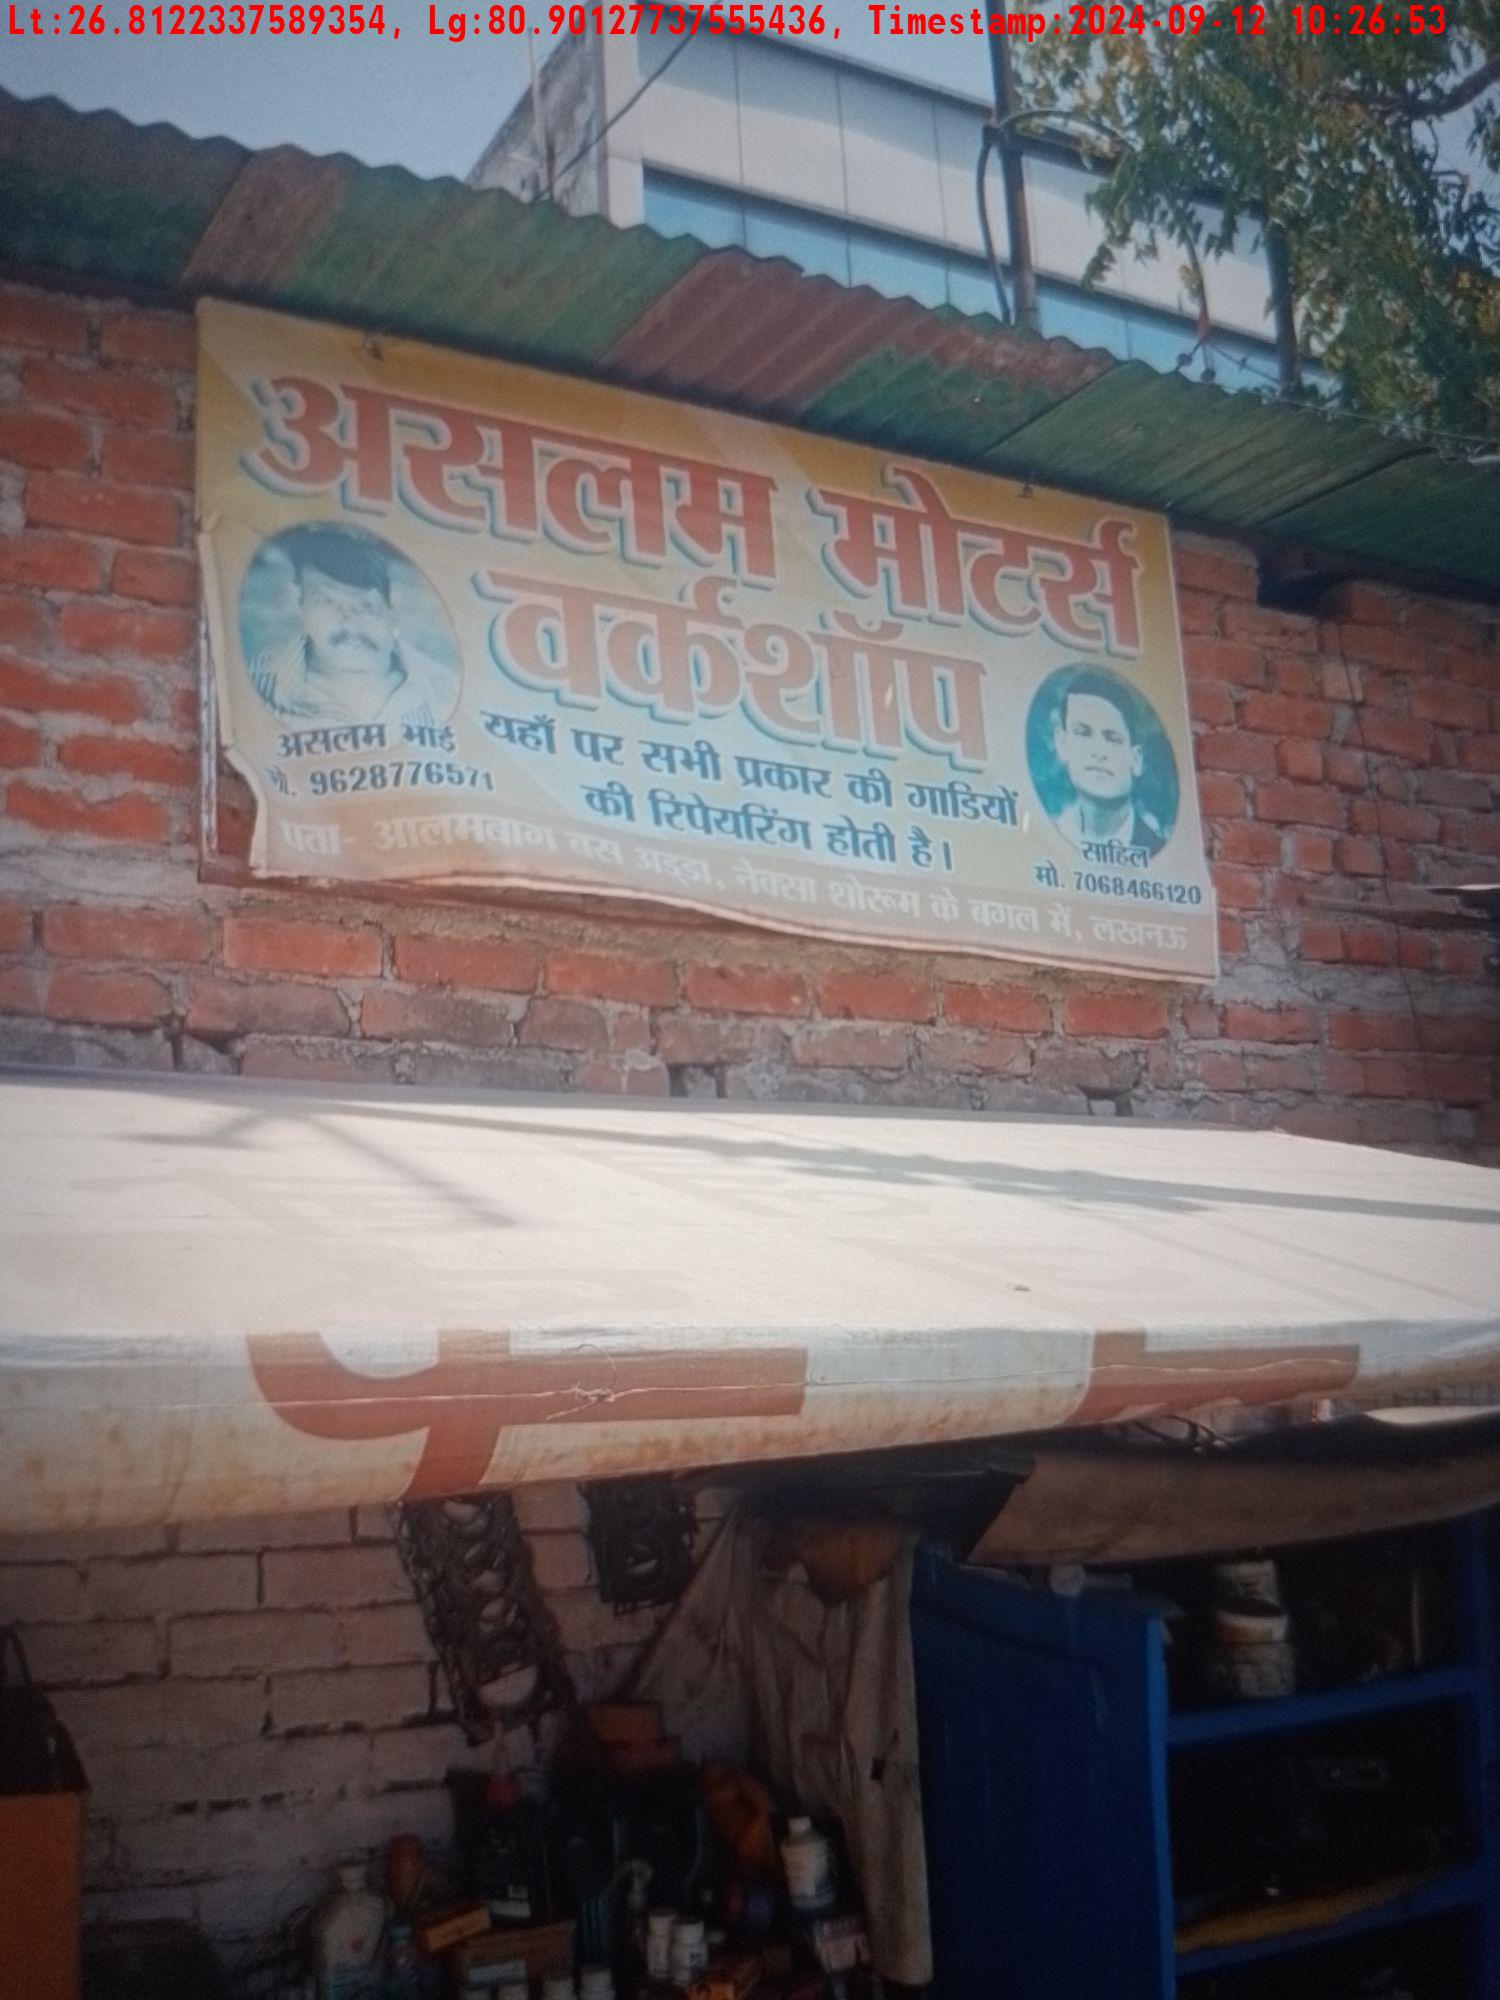 Lt:26.8122337589354, Lg:80.90127737555436, Timestamp:2024-09-12 10:26:53
असलम मोटर्स
वर्कशॉप
यहाँ पर सभी प्रकार की गाडियों
की रिपेयरिंग होती है।
असलम भाई
मो. 9628776571
साहिल
मो. 7068466120
पता- आलमबाग बस अड्डा, नेक्सा शोरूम के बगल में, लखनऊ